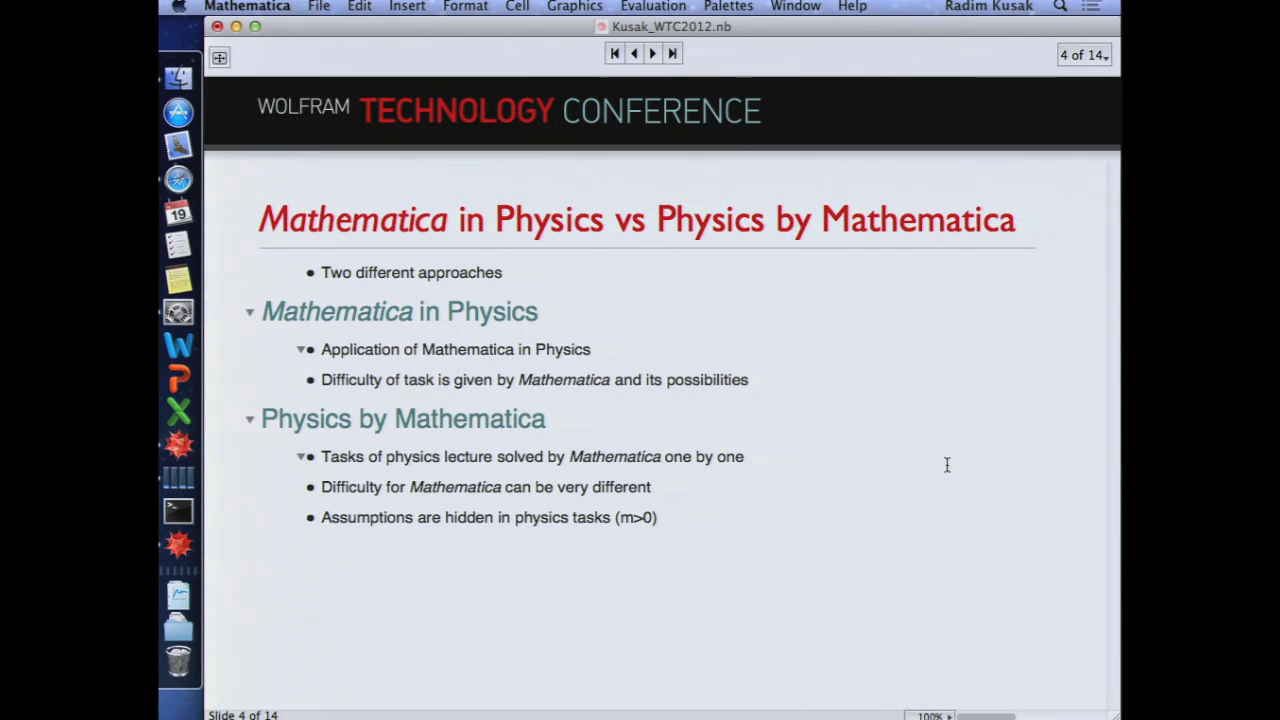 Mathematica File Edit Insert Format Cell Graphics Evaluation Palettes Window Help Radim Kusak
Kusak_WTC2012.nb
4 of 14
WOLFRAM TECHNOLOGY CONFERENCE
Mathematica in Physics vs Physics by Mathematica
• Two different approaches
Mathematica in Physics
• Application of Mathematica in Physics
• Difficulty of task is given by Mathematica and its possibilities
Physics by Mathematica
• Tasks of physics lecture solved by Mathematica one by one
• Difficulty for Mathematica can be very different
• Assumptions are hidden in physics tasks (m>0)
19
W
P
X
Slide 4 of 14
100%